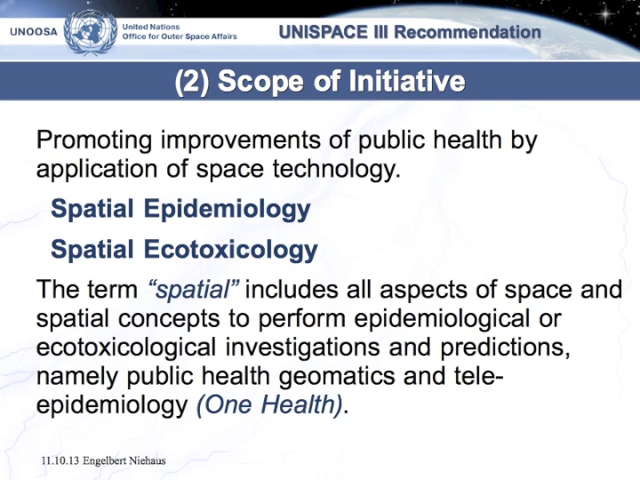 UNOOSA
United Nations
Office for Outer Space Affairs
UNISPACE III Recommendation
(2) Scope of Initiative
Promoting improvements of public health by
application of space technology.
Spatial Epidemiology
Spatial Ecotoxicology
The term “spatial” includes all aspects of space and
spatial concepts to perform epidemiological or
ecotoxicological investigations and predictions,
namely public health geomatics and tele-
epidemiology (One Health).
11.10.13 Engelbert Niehaus